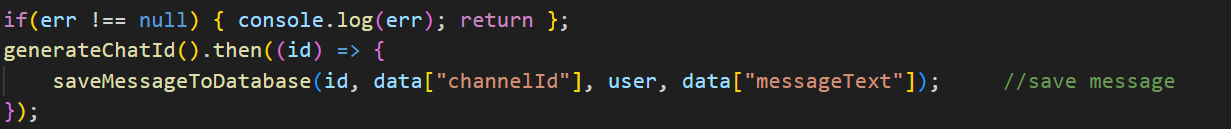 if(err !== null) { console.log(err); return };
generateChatId().then((id) => {
    saveMessageToDatabase(id, data["channelId"], user, data["messageText"]);     //save message
});